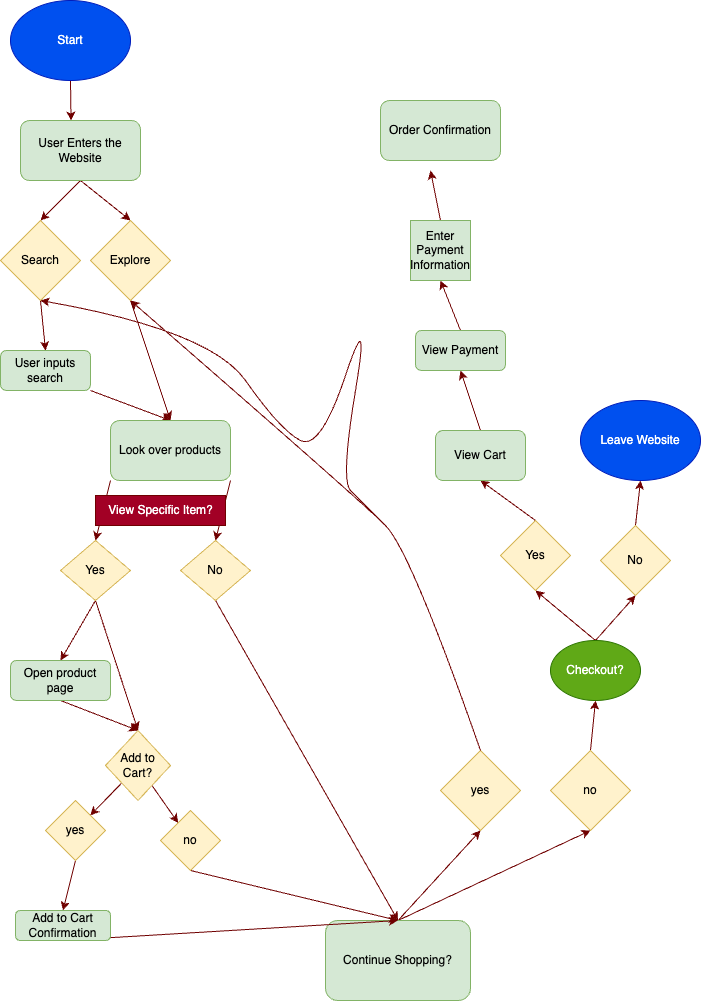 Start
User Enters the
Website
Search
Explore
User inputs
search
Look over products
View Specific Item?
Yes
No
Open product
page
Add to
Cart?
yes
no
Add to Cart
Confirmation
Continue Shopping?
yes
no
Checkout?
Yes
No
Leave Website
View Cart
View Payment
Enter
Payment
Information
Order Confirmation